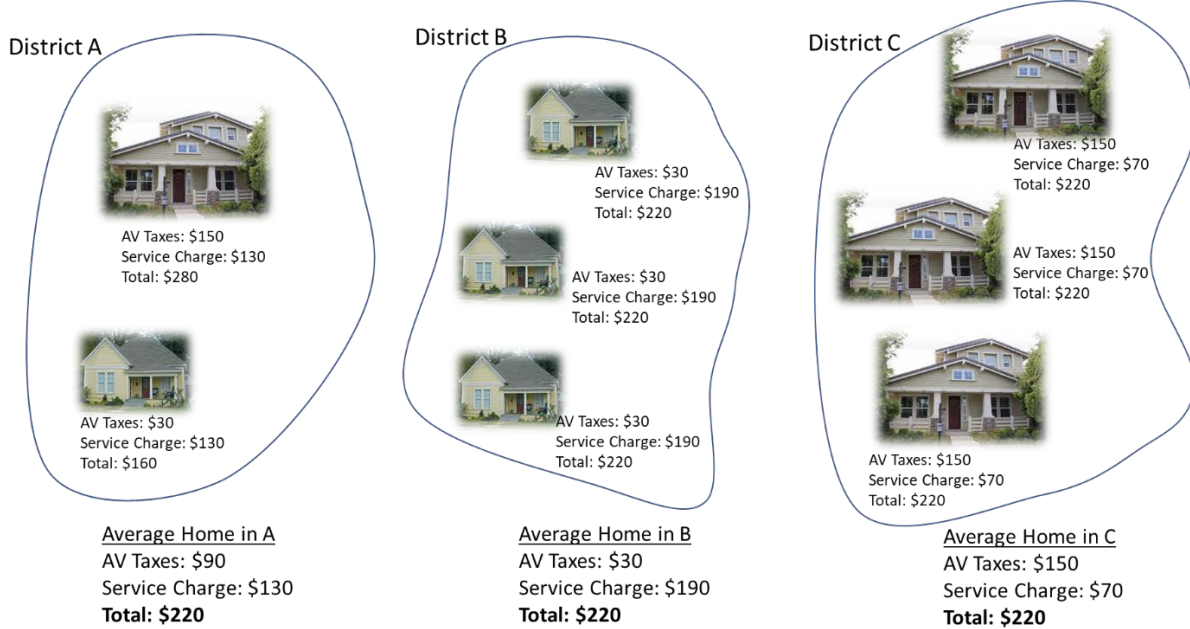 District A
AV Taxes: $150
Service Charge: $130
Total: $280
AV Taxes: $30
Service Charge: $130
Total: $160
Average Home in A
AV Taxes: $90
Service Charge: $130
Total: $220
District B
AV Taxes: $30
Service Charge: $190
Total: $220
AV Taxes: $30
Service Charge: $190
Total: $220
AV Taxes: $30
Service Charge: $190
Total: $220
Average Home in B
AV Taxes: $30
Service Charge: $190
Total: $220
District C
AV Taxes: $150
Service Charge: $70
Total: $220
AV Taxes: $150
Service Charge: $70
Total: $220
AV Taxes: $150
Service Charge: $70
Total: $220
Average Home in C
AV Taxes: $150
Service Charge: $70
Total: $220